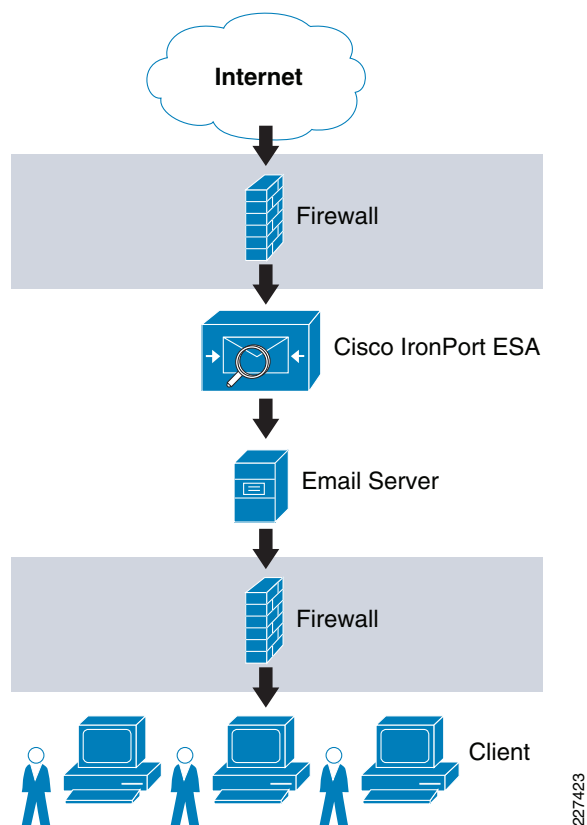 Internet
Firewall
Cisco IronPort ESA
Email Server
Firewall
Client
227423